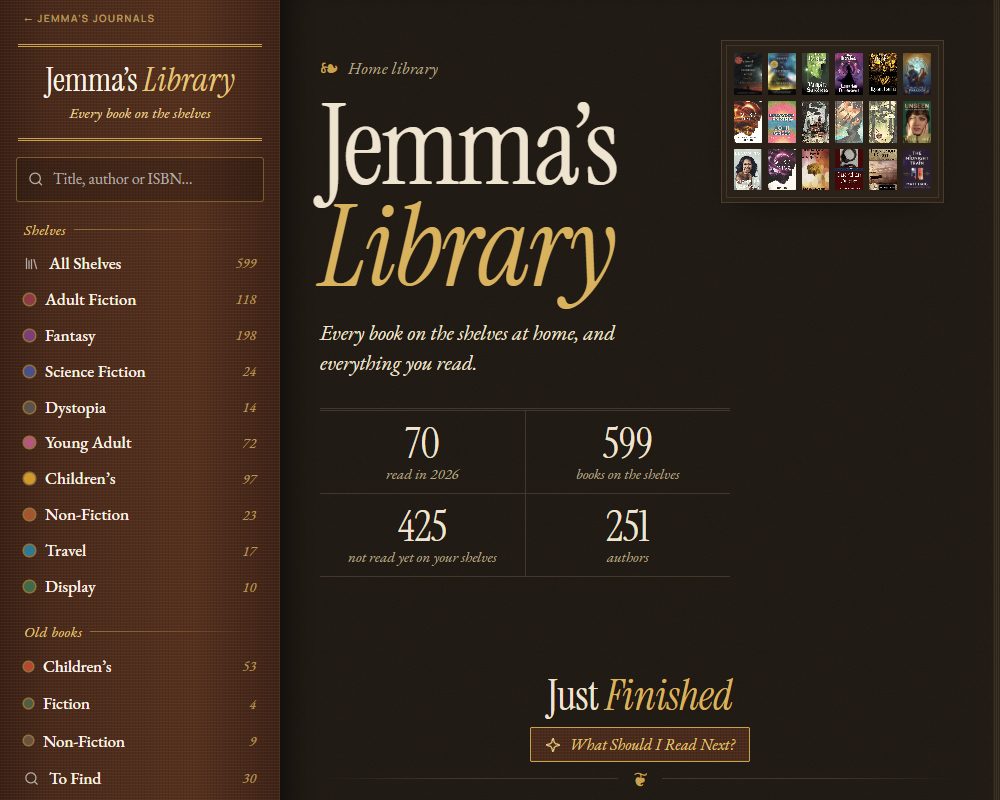 ← JEMMA'S JOURNALS
Jemma's Library
Every book on the shelves
Title, author or ISBN...
Shelves
All Shelves 599
Adult Fiction 118
Fantasy 198
Science Fiction 24
Dystopia 14
Young Adult 72
Children's 97
Non-Fiction 23
Travel 17
Display 10
Old books
Children's 53
Fiction 4
Non-Fiction 9
To Find 30
Home library
Jemma's
Library
Every book on the shelves at home, and
everything you read.
70
read in 2026
599
books on the shelves
425
not read yet on your shelves
251
authors
UNSEEN
THE
MIDNIGHT
TRAIN
Just Finished
What Should I Read Next?